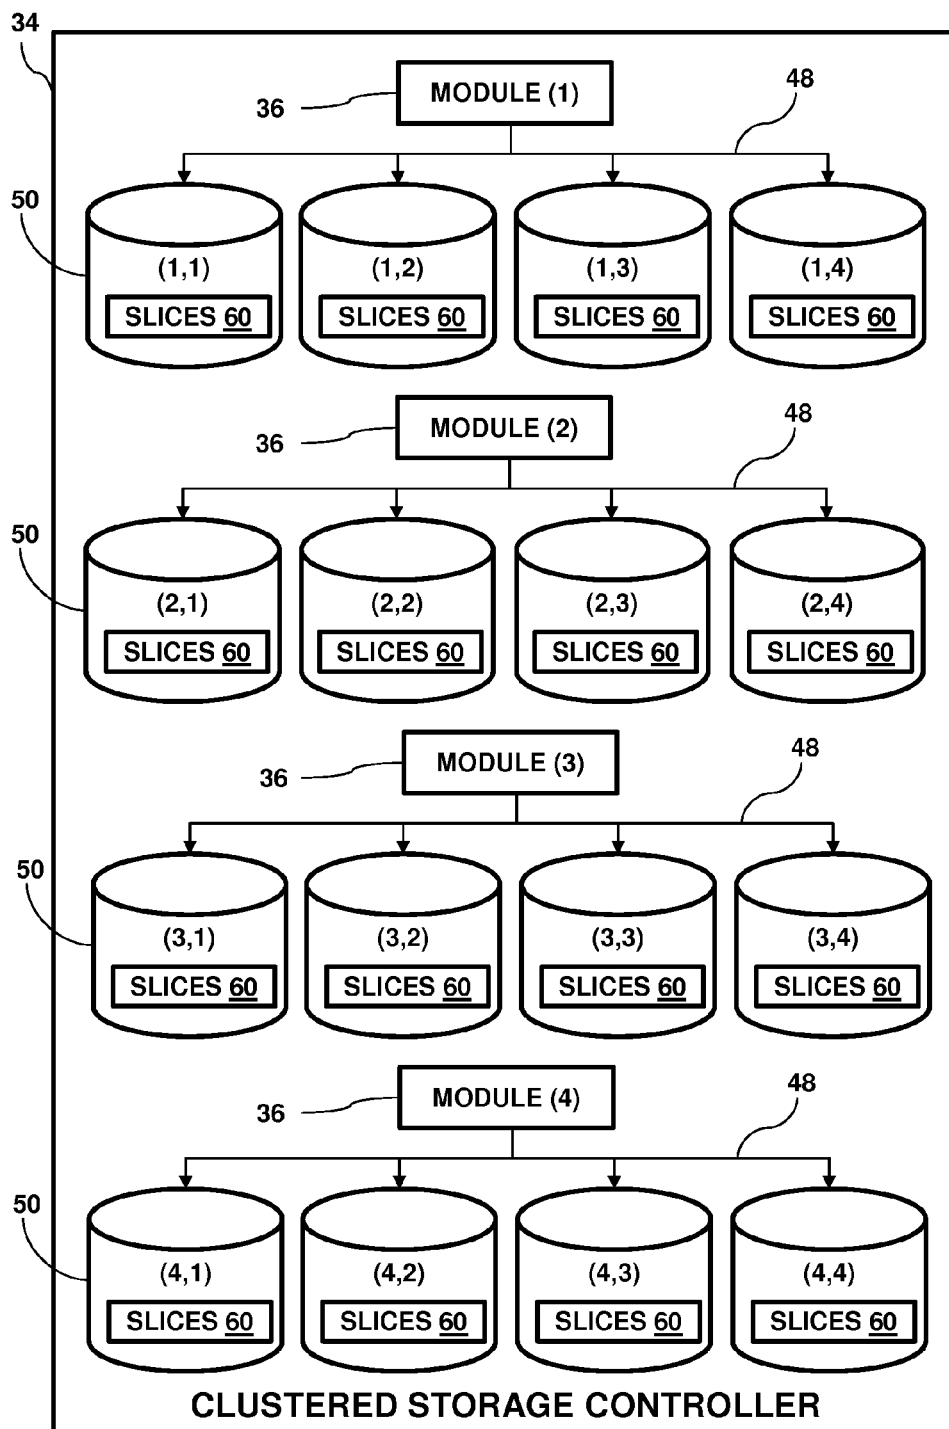 34
MODULE (1)
36
48
50
(1,1) (1,2) (1,3) (1,4)
SLICES 60 SLICES 60 SLICES 60 SLICES 60
MODULE (2)
36
48
50
(2,1) (2,2) (2,3) (2,4)
SLICES 60 SLICES 60 SLICES 60 SLICES 60
MODULE (3)
36
48
50
(3,1) (3,2) (3,3) (3,4)
SLICES 60 SLICES 60 SLICES 60 SLICES 60
MODULE (4)
36
48
50
(4,1) (4,2) (4,3) (4,4)
SLICES 60 SLICES 60 SLICES 60 SLICES 60
CLUSTERED STORAGE CONTROLLER